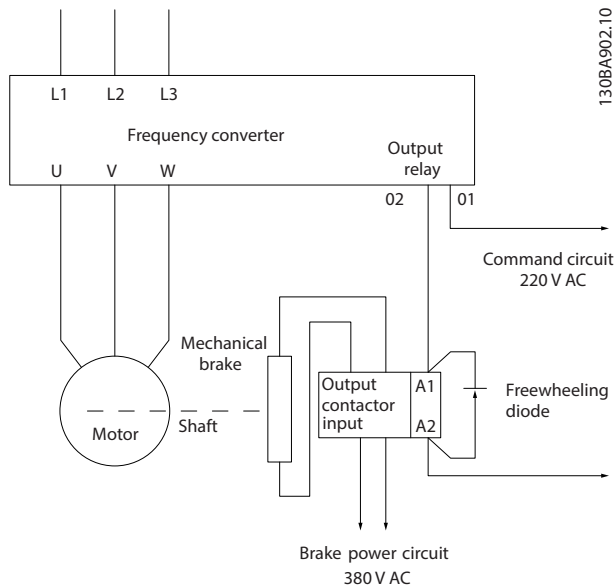 130BA902.10
L1 L2 L3
Frequency converter
Output
relay
U V W
02 01
Command circuit
220 V AC
Mechanical
brake
Output
contactor
input
A1
A2
Freewheeling
diode
Motor
Shaft
Brake power circuit
380 V AC